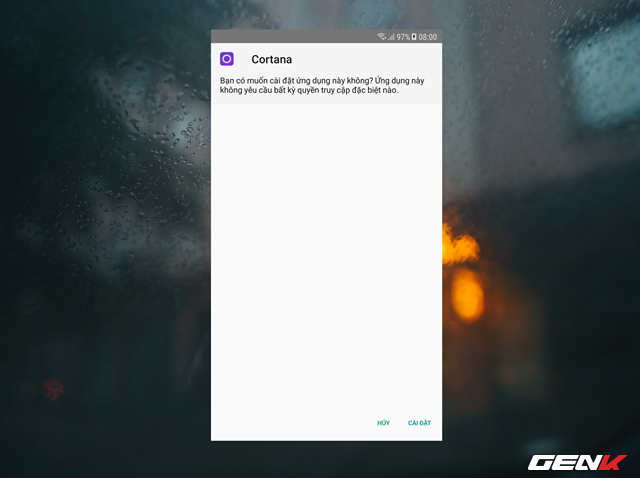 97% 08:00
Cortana
Bạn có muốn cài đặt ứng dụng này không? Ứng dụng này
không yêu cầu bất kỳ quyền truy cập đặc biệt nào.
HỦY CÀI ĐẶT
GENK